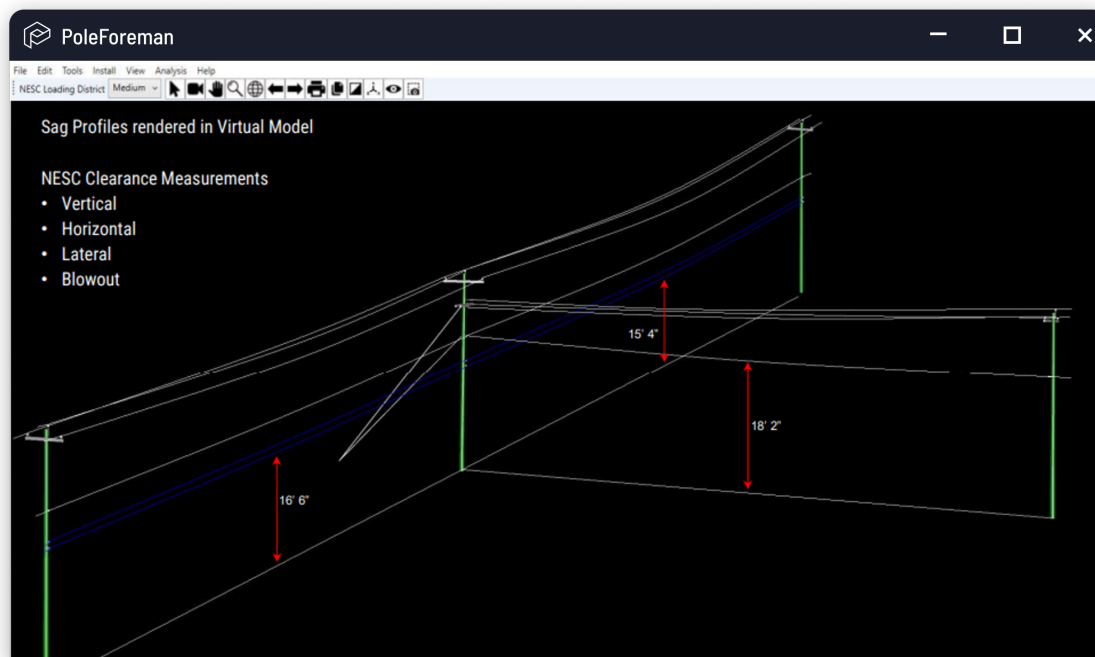 PoleForeman
File Edit Tools Install View Analysis Help
NESC Loading District Medium
Sag Profiles rendered in Virtual Model
NESC Clearance Measurements
• Vertical
• Horizontal
• Lateral
• Blowout
15' 4"
18' 2"
16' 6"